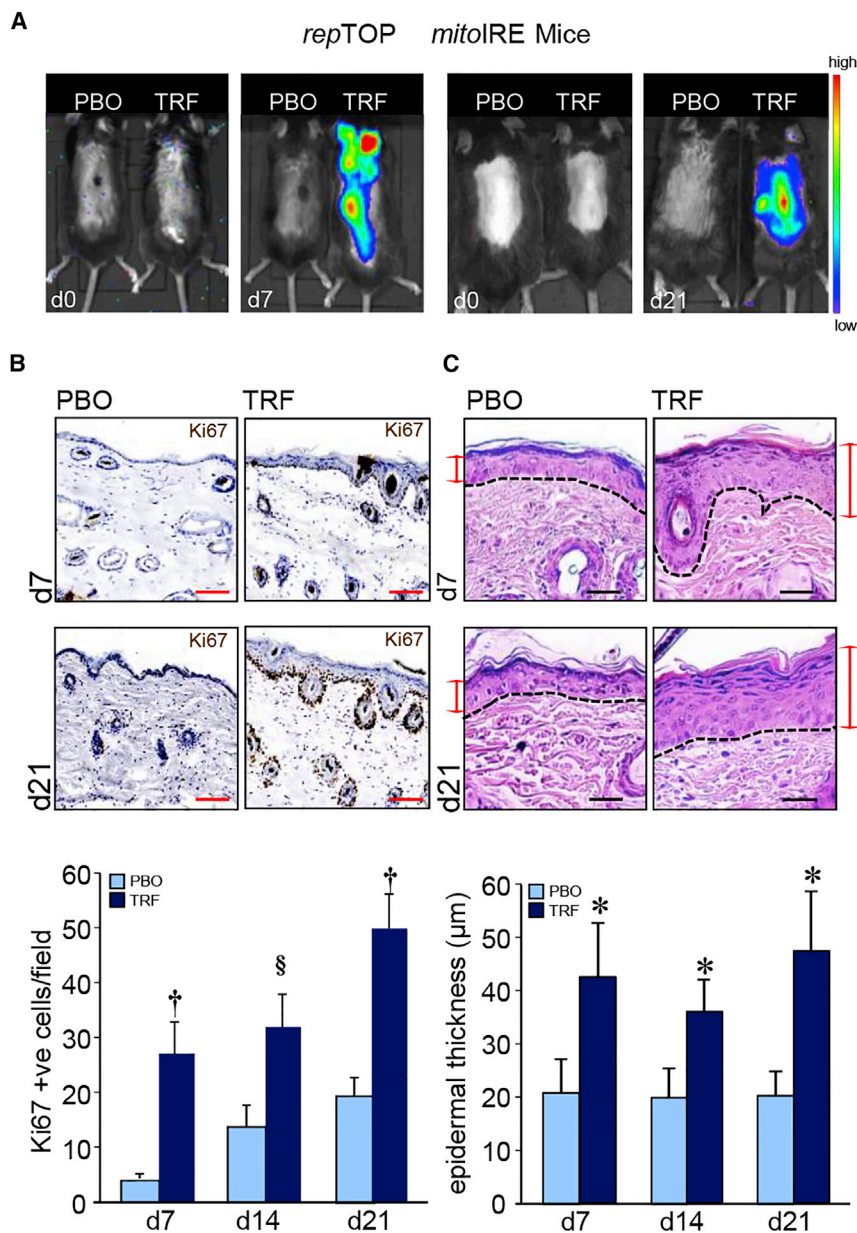 A
repTOP mitoIRE Mice
PBO TRF
d0
PBO TRF
d7
PBO TRF
d0
PBO TRF
d21
high
low
B
PBO TRF
Ki67
Ki67
d7
Ki67
Ki67
d21
C
PBO TRF
d7
d21
Ki67 +ve cells/field
60
50
40
30
20
10
0
PBO
TRF
†
§
†
d7 d14 d21
epidermal thickness (μm)
60
50
40
30
20
10
0
PBO
TRF
*
*
*
d7 d14 d21